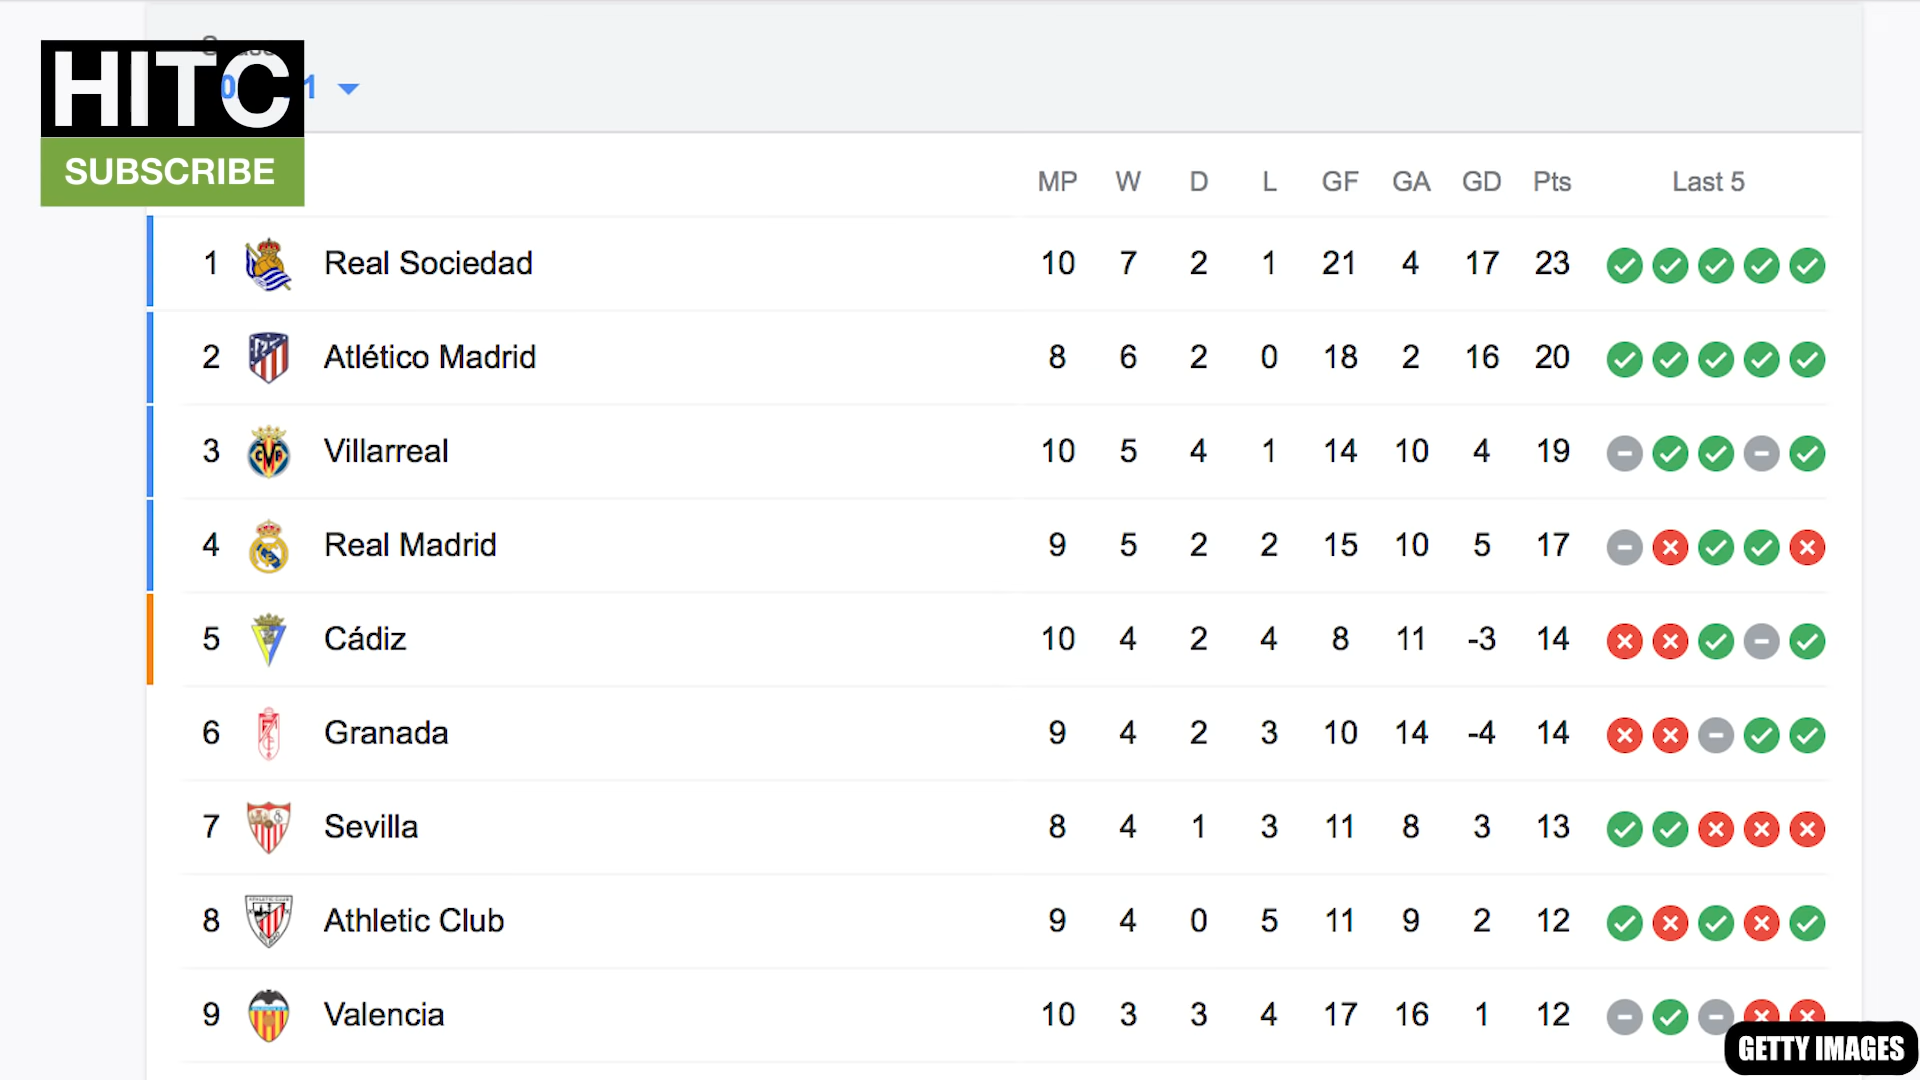 HITC
SUBSCRIBE
MP W D L GF GA GD Pts Last 5
1 Real Sociedad 10 7 2 1 21 4 17 23
2 Atlético Madrid 8 6 2 0 18 2 16 20
3 Villarreal 10 5 4 1 14 10 4 19
4 Real Madrid 9 5 2 2 15 10 5 17
5 Cádiz 10 4 2 4 8 11 -3 14
6 Granada 9 4 2 3 10 14 -4 14
7 Sevilla 8 4 1 3 11 8 3 13
8 Athletic Club 9 4 0 5 11 9 2 12
9 Valencia 10 3 3 4 17 16 1 12
GETTY IMAGES